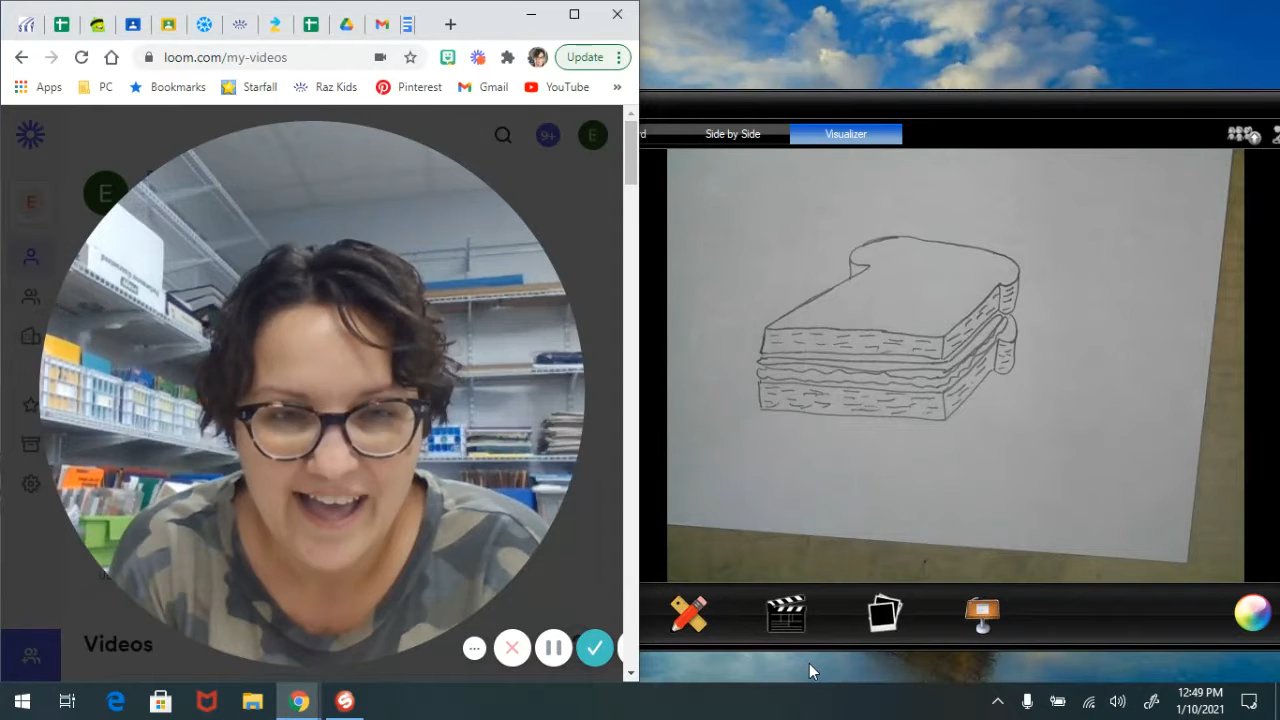 loom.com/my-videos
Update
Apps PC Bookmarks Starfall Raz Kids Pinterest Gmail YouTube »
9+ E
E
E
Videos
Side by Side Visualizer
12:49 PM
1/10/2021